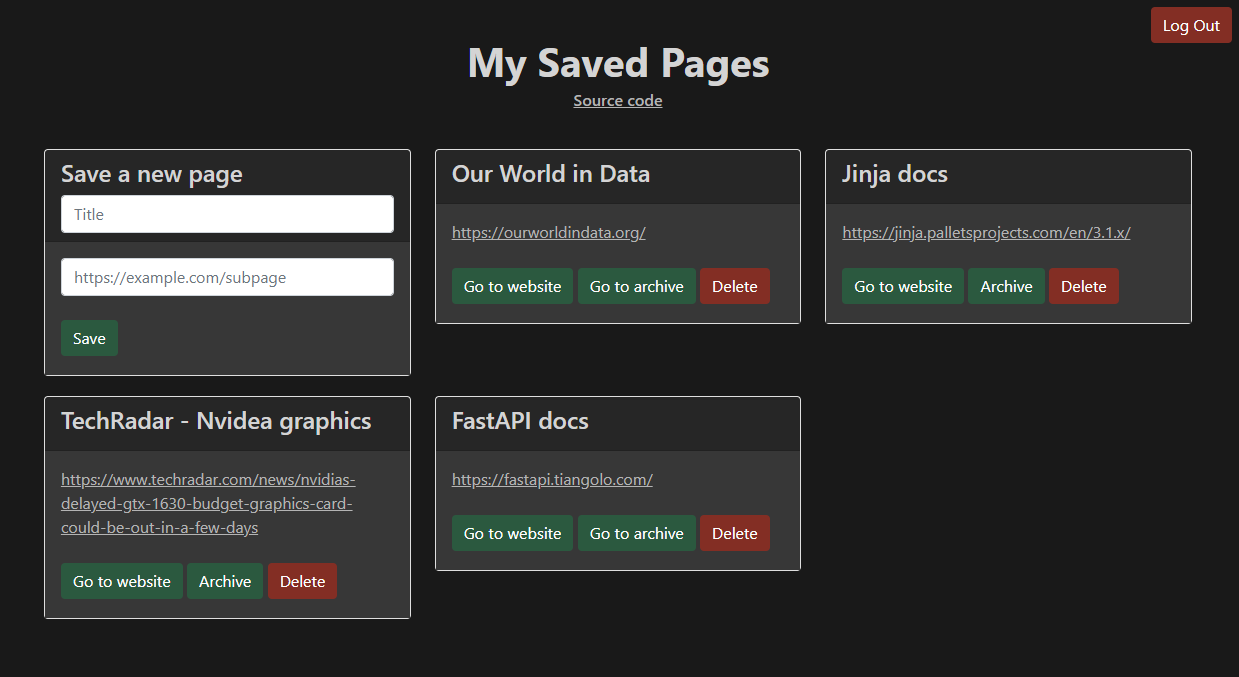 Log Out
My Saved Pages
Source code
Save a new page
Title
https://example.com/subpage
Save
Our World in Data
https://ourworldindata.org/
Go to website Go to archive Delete
Jinja docs
https://jinja.palletsprojects.com/en/3.1.x/
Go to website Archive Delete
TechRadar - Nvidea graphics
https://www.techradar.com/news/nvidias-
delayed-gtx-1630-budget-graphics-card-
could-be-out-in-a-few-days
Go to website Archive Delete
FastAPI docs
https://fastapi.tiangolo.com/
Go to website Go to archive Delete